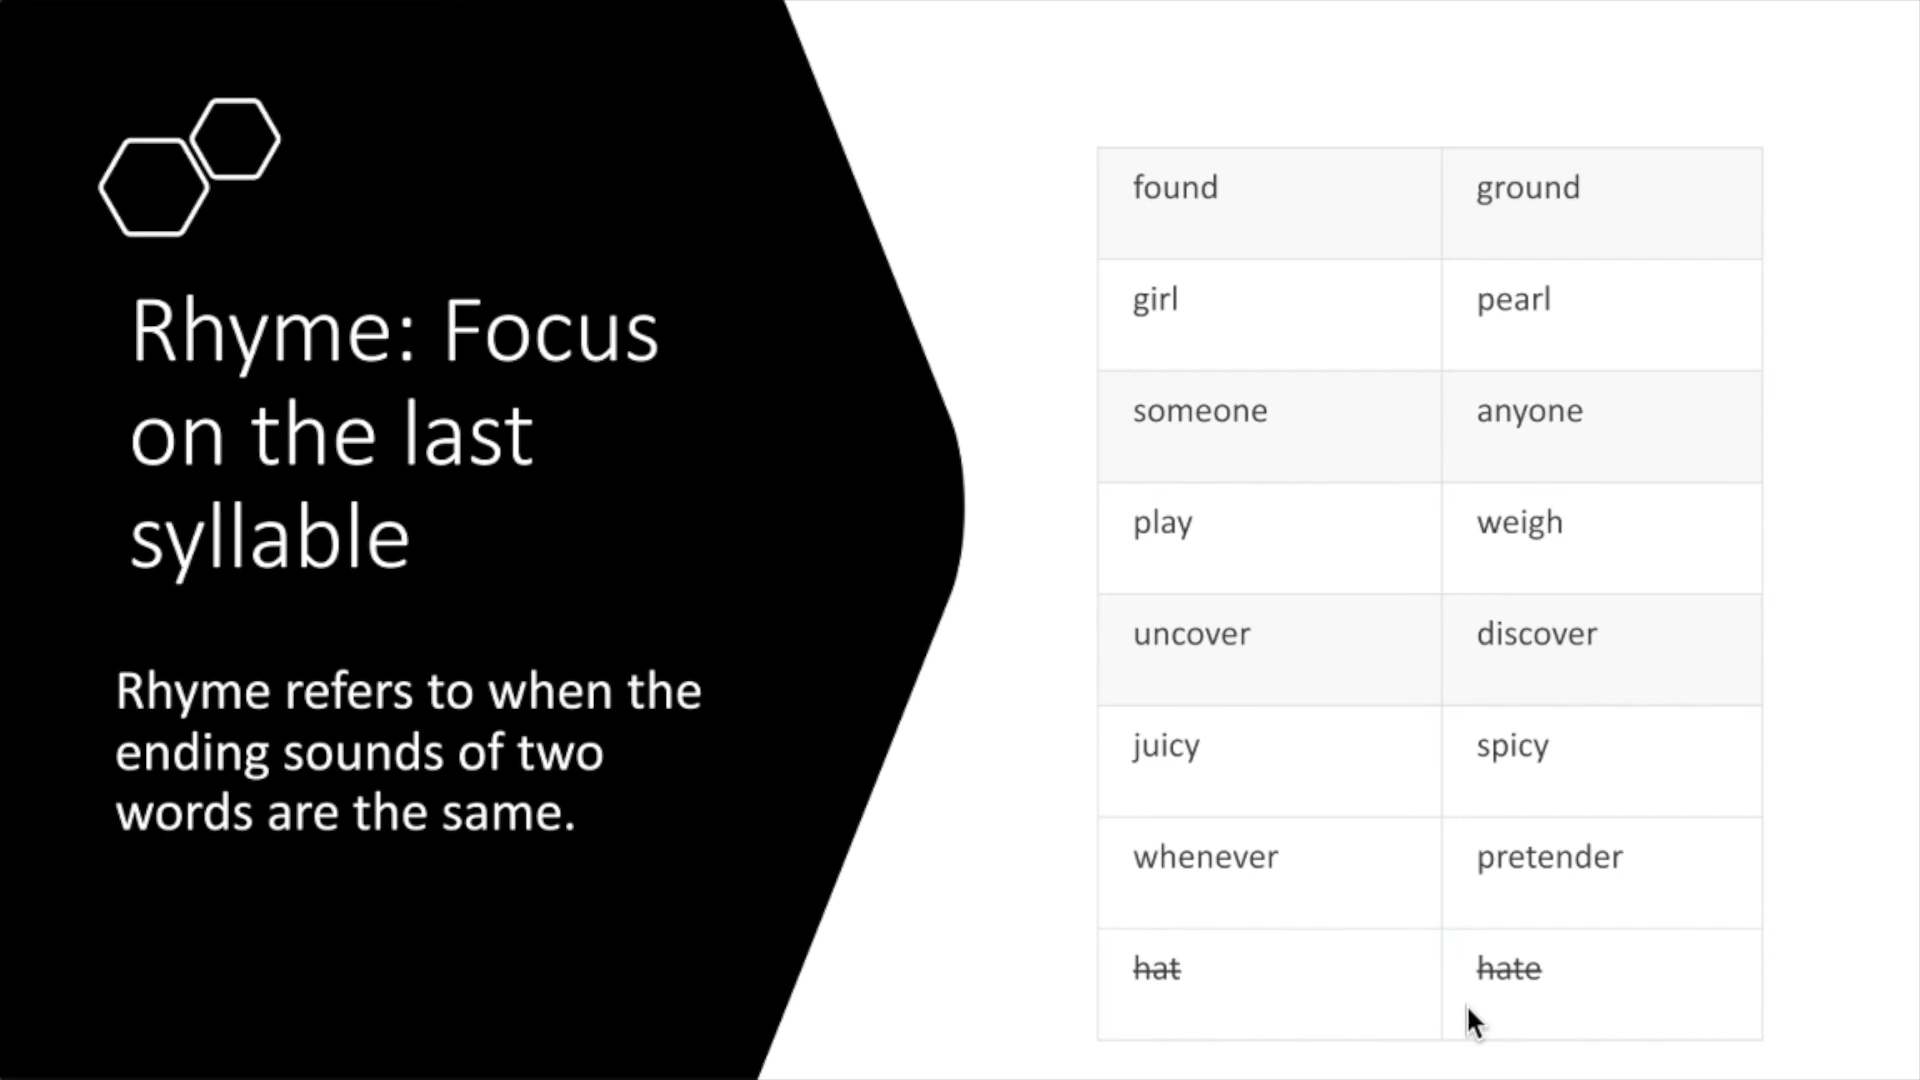 Rhyme: Focus
on the last
syllable
Rhyme refers to when the
ending sounds of two
words are the same.
found ground
girl pearl
someone anyone
play weigh
uncover discover
juicy spicy
whenever pretender
hat hate